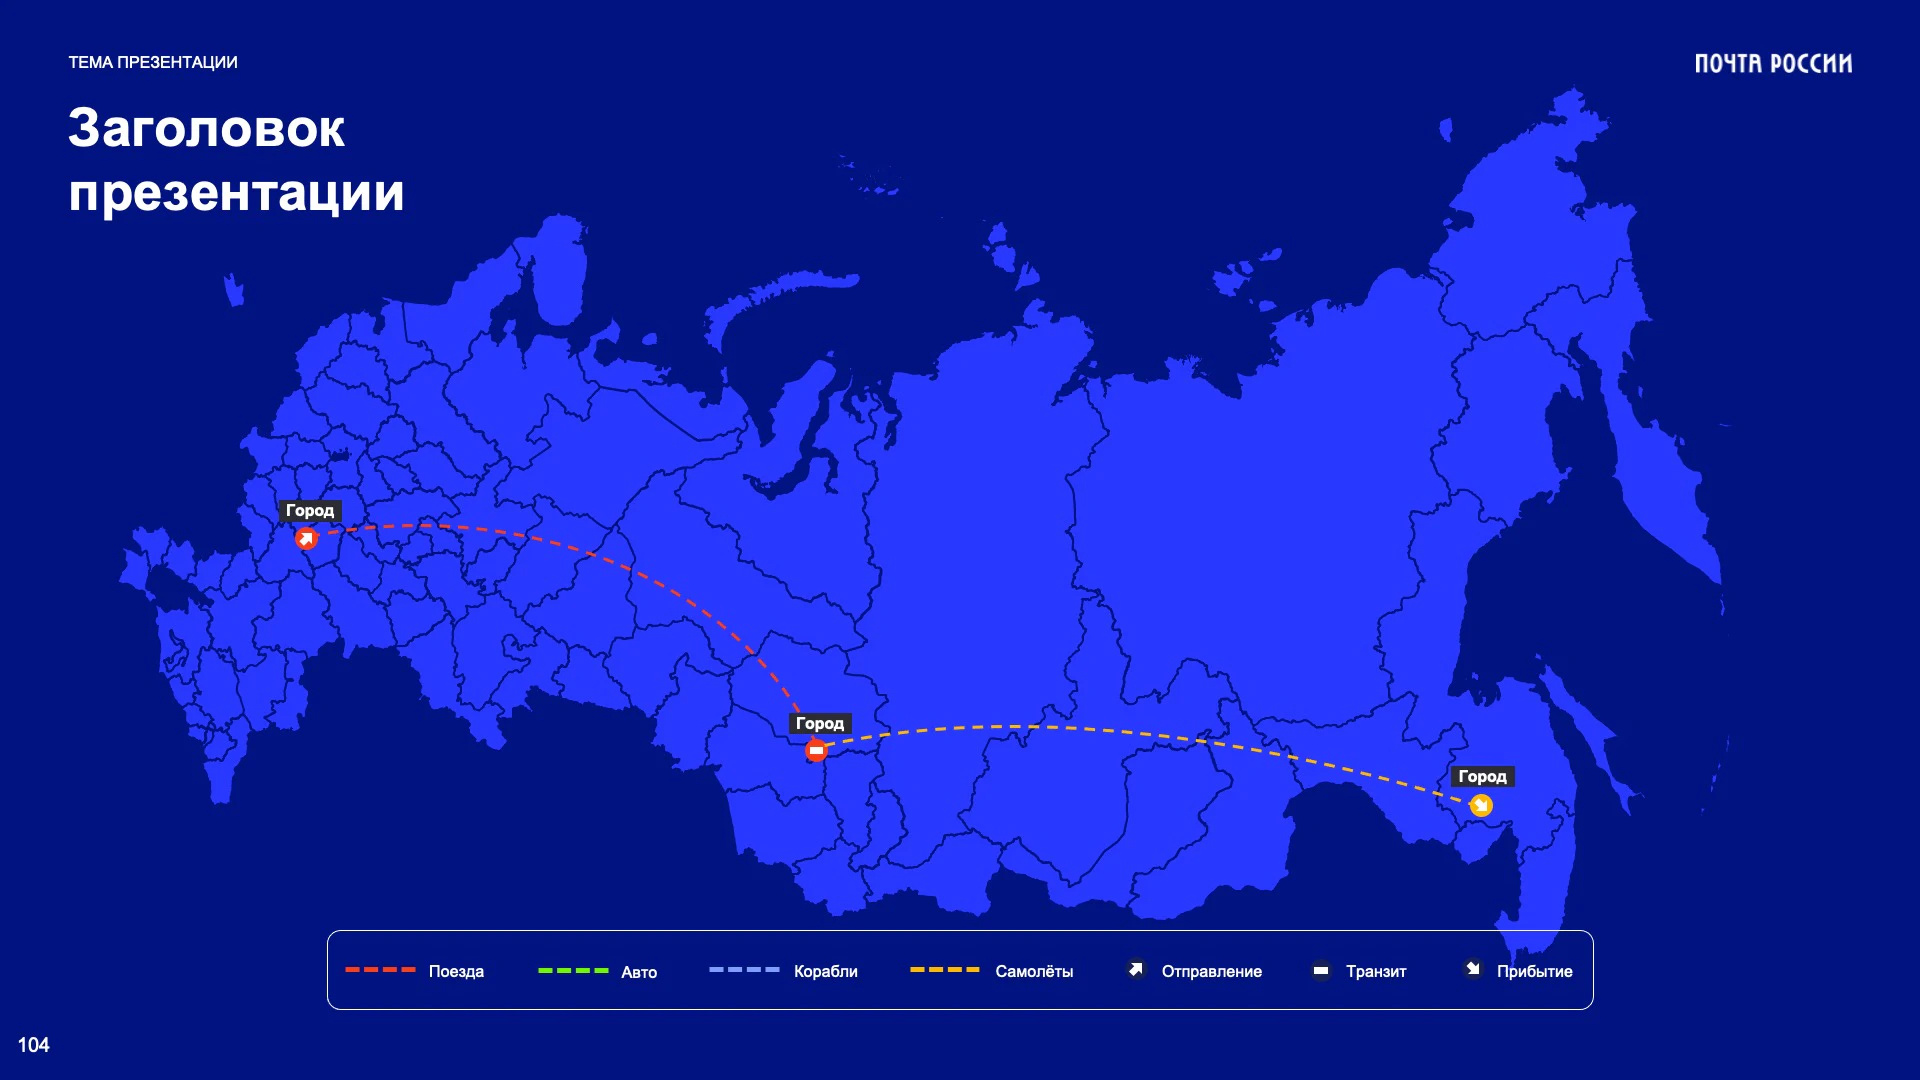 ТЕМА ПРЕЗЕНТАЦИИ
ПОЧТА РОССИИ
Заголовок
презентации
Город
Город
Город
Поезда
Авто
Корабли
Самолёты
Отправление
Транзит
Прибытие
104